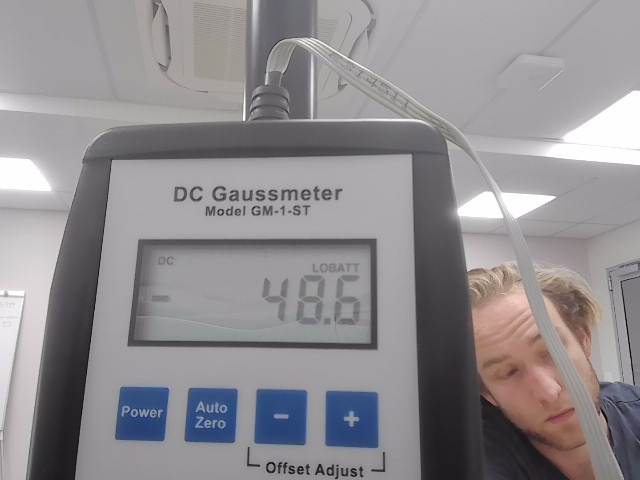 DC Gaussmeter
Model GM-1-ST
DC
LOBATT
- 48.6
Power
Auto
Zero
-
+
Offset Adjust